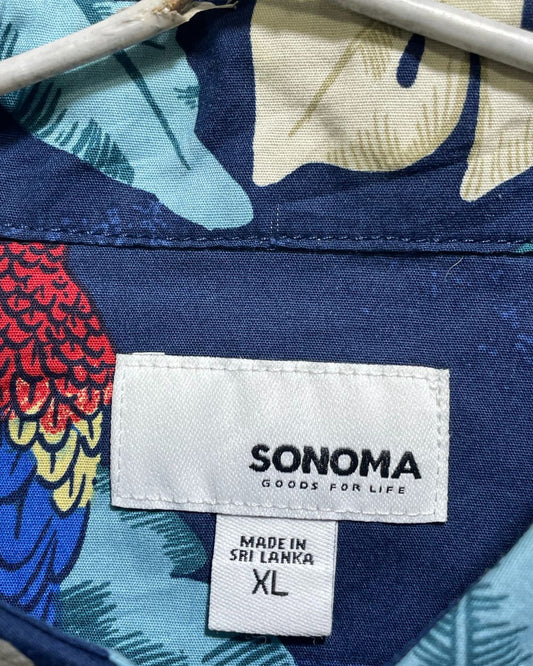 SONOMA
GOODS FOR LIFE
MADE IN
SRI LANKA
XL